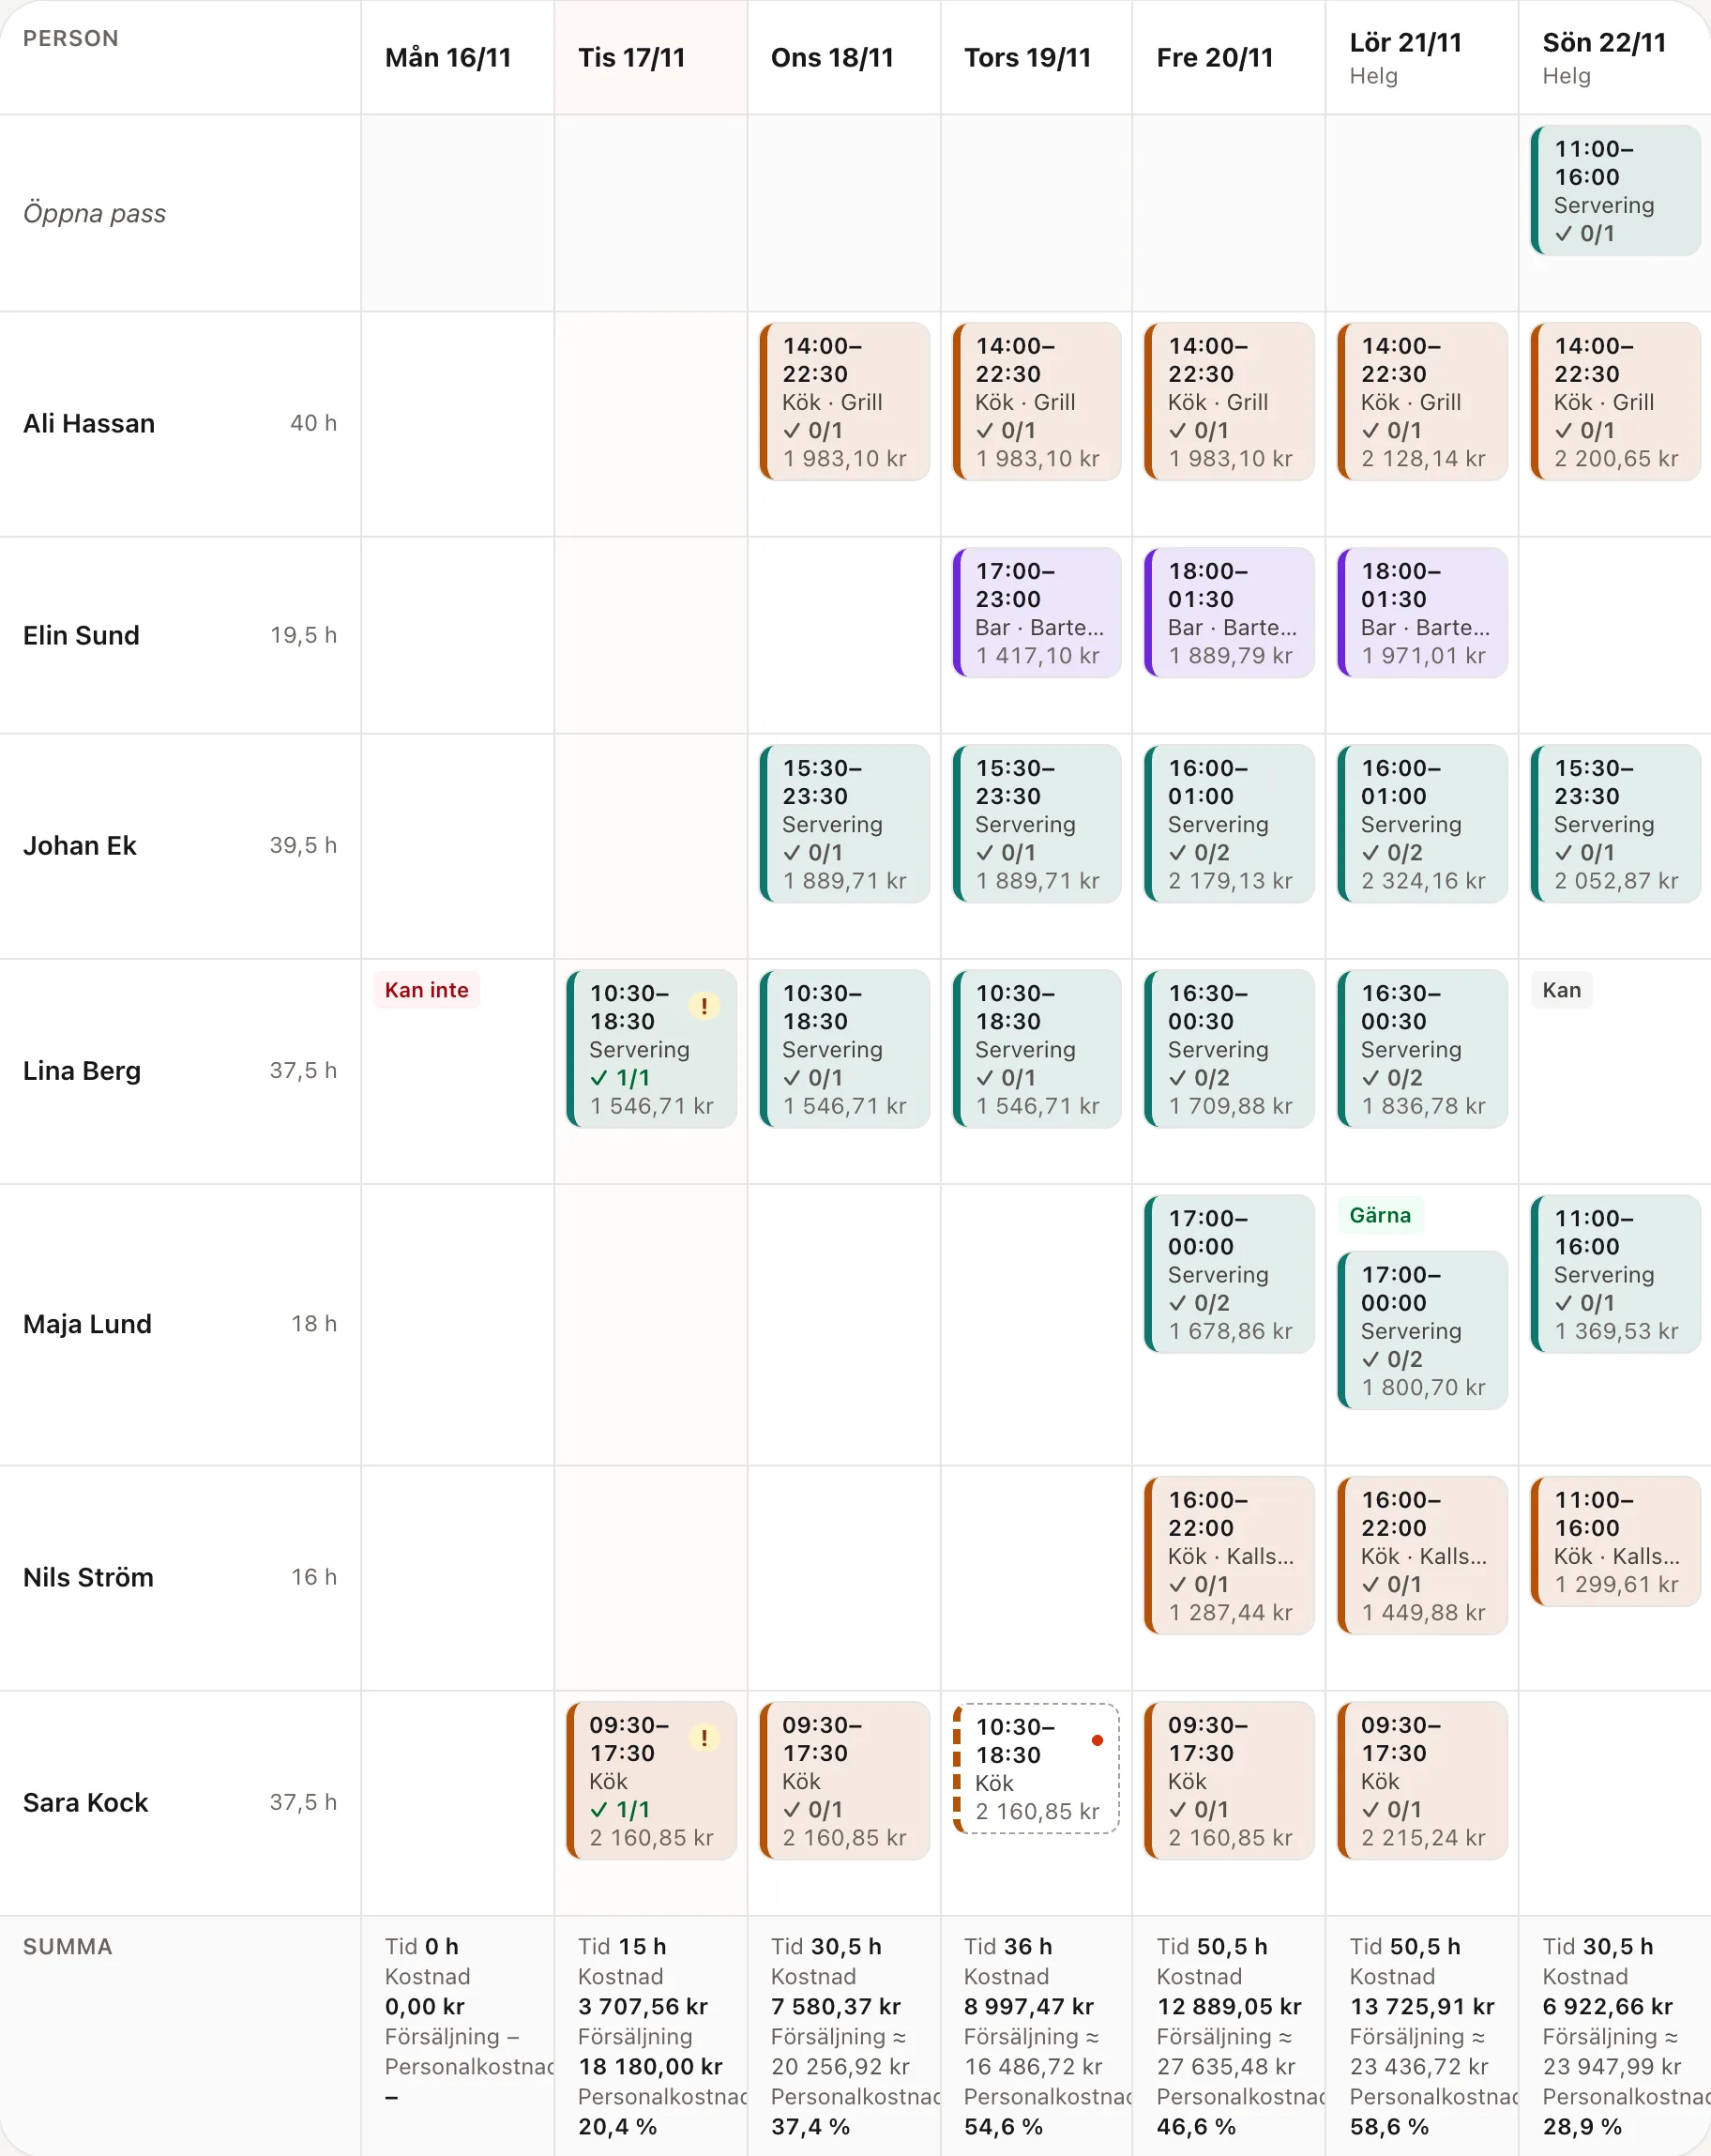 PERSON
Mån 16/11
Tis 17/11
Ons 18/11
Tors 19/11
Fre 20/11
Lör 21/11
Helg
Sön 22/11
Helg
Öppna pass
11:00–
16:00
Servering
✓ 0/1
Ali Hassan
40 h
14:00–
22:30
Kök · Grill
✓ 0/1
1 983,10 kr
14:00–
22:30
Kök · Grill
✓ 0/1
1 983,10 kr
14:00–
22:30
Kök · Grill
✓ 0/1
1 983,10 kr
14:00–
22:30
Kök · Grill
✓ 0/1
2 128,14 kr
14:00–
22:30
Kök · Grill
✓ 0/1
2 200,65 kr
Elin Sund
19,5 h
17:00–
23:00
Bar · Barte...
1 417,10 kr
18:00–
01:30
Bar · Barte...
1 889,79 kr
18:00–
01:30
Bar · Barte...
1 971,01 kr
Johan Ek
39,5 h
15:30–
23:30
Servering
✓ 0/1
1 889,71 kr
15:30–
23:30
Servering
✓ 0/1
1 889,71 kr
16:00–
01:00
Servering
✓ 0/2
2 179,13 kr
16:00–
01:00
Servering
✓ 0/2
2 324,16 kr
15:30–
23:30
Servering
✓ 0/1
2 052,87 kr
Lina Berg
37,5 h
Kan inte
10:30–
18:30
!
Servering
✓ 1/1
1 546,71 kr
10:30–
18:30
Servering
✓ 0/1
1 546,71 kr
10:30–
18:30
Servering
✓ 0/1
1 546,71 kr
16:30–
00:30
Servering
✓ 0/2
1 709,88 kr
16:30–
00:30
Servering
✓ 0/2
1 836,78 kr
Kan
Maja Lund
18 h
17:00–
00:00
Servering
✓ 0/2
1 678,86 kr
Gärna
17:00–
00:00
Servering
✓ 0/2
1 800,70 kr
11:00–
16:00
Servering
✓ 0/1
1 369,53 kr
Nils Ström
16 h
16:00–
22:00
Kök · Kalls...
✓ 0/1
1 287,44 kr
16:00–
22:00
Kök · Kalls...
✓ 0/1
1 449,88 kr
11:00–
16:00
Kök · Kalls...
1 299,61 kr
Sara Kock
37,5 h
09:30–
17:30
!
Kök
✓ 1/1
2 160,85 kr
09:30–
17:30
Kök
✓ 0/1
2 160,85 kr
10:30–
18:30
Kök
2 160,85 kr
09:30–
17:30
Kök
✓ 0/1
2 160,85 kr
09:30–
17:30
Kök
✓ 0/1
2 215,24 kr
SUMMA
Tid 0 h
Kostnad
0,00 kr
Försäljning –
Personalkostnad
–
Tid 15 h
Kostnad
3 707,56 kr
Försäljning
18 180,00 kr
Personalkostnad
20,4 %
Tid 30,5 h
Kostnad
7 580,37 kr
Försäljning ≈
20 256,92 kr
Personalkostnad
37,4 %
Tid 36 h
Kostnad
8 997,47 kr
Försäljning ≈
16 486,72 kr
Personalkostnad
54,6 %
Tid 50,5 h
Kostnad
12 889,05 kr
Försäljning ≈
27 635,48 kr
Personalkostnad
46,6 %
Tid 50,5 h
Kostnad
13 725,91 kr
Försäljning ≈
23 436,72 kr
Personalkostnad
58,6 %
Tid 30,5 h
Kostnad
6 922,66 kr
Försäljning ≈
23 947,99 kr
Personalkostnad
28,9 %